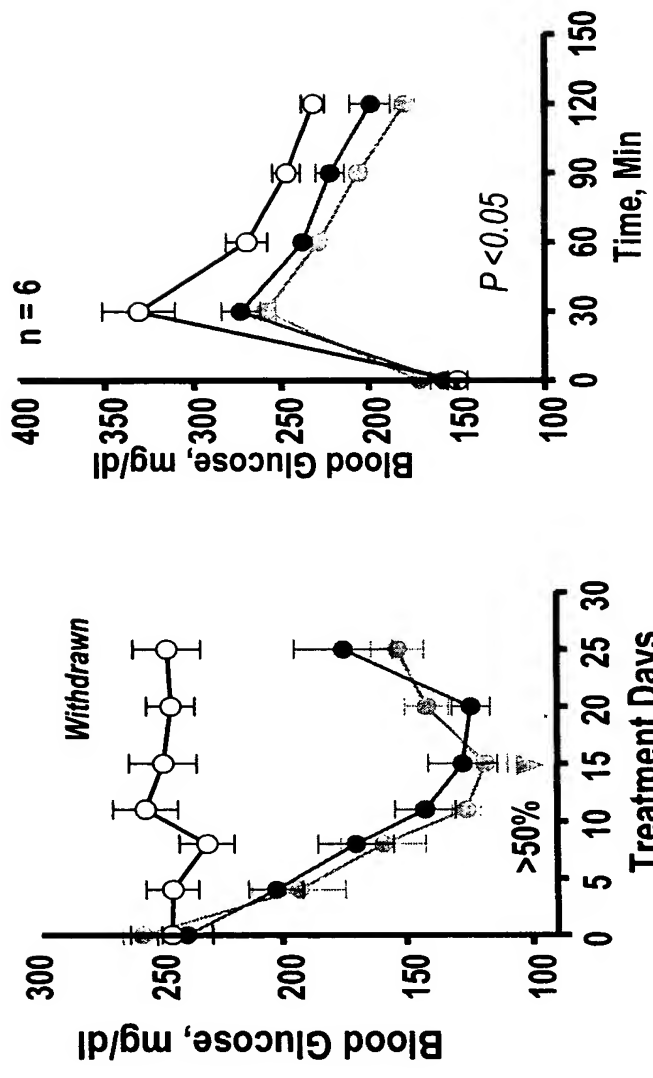 Blood Glucose, mg/dl
300
250
200
150
100
Withdrawn
>50%
0 5 10 15 20 25 30
Treatment Days
Blood Glucose, mg/dl
400
350
300
250
200
150
100
n = 6
P <0.05
0 30 60 90 120 150
Time, Min